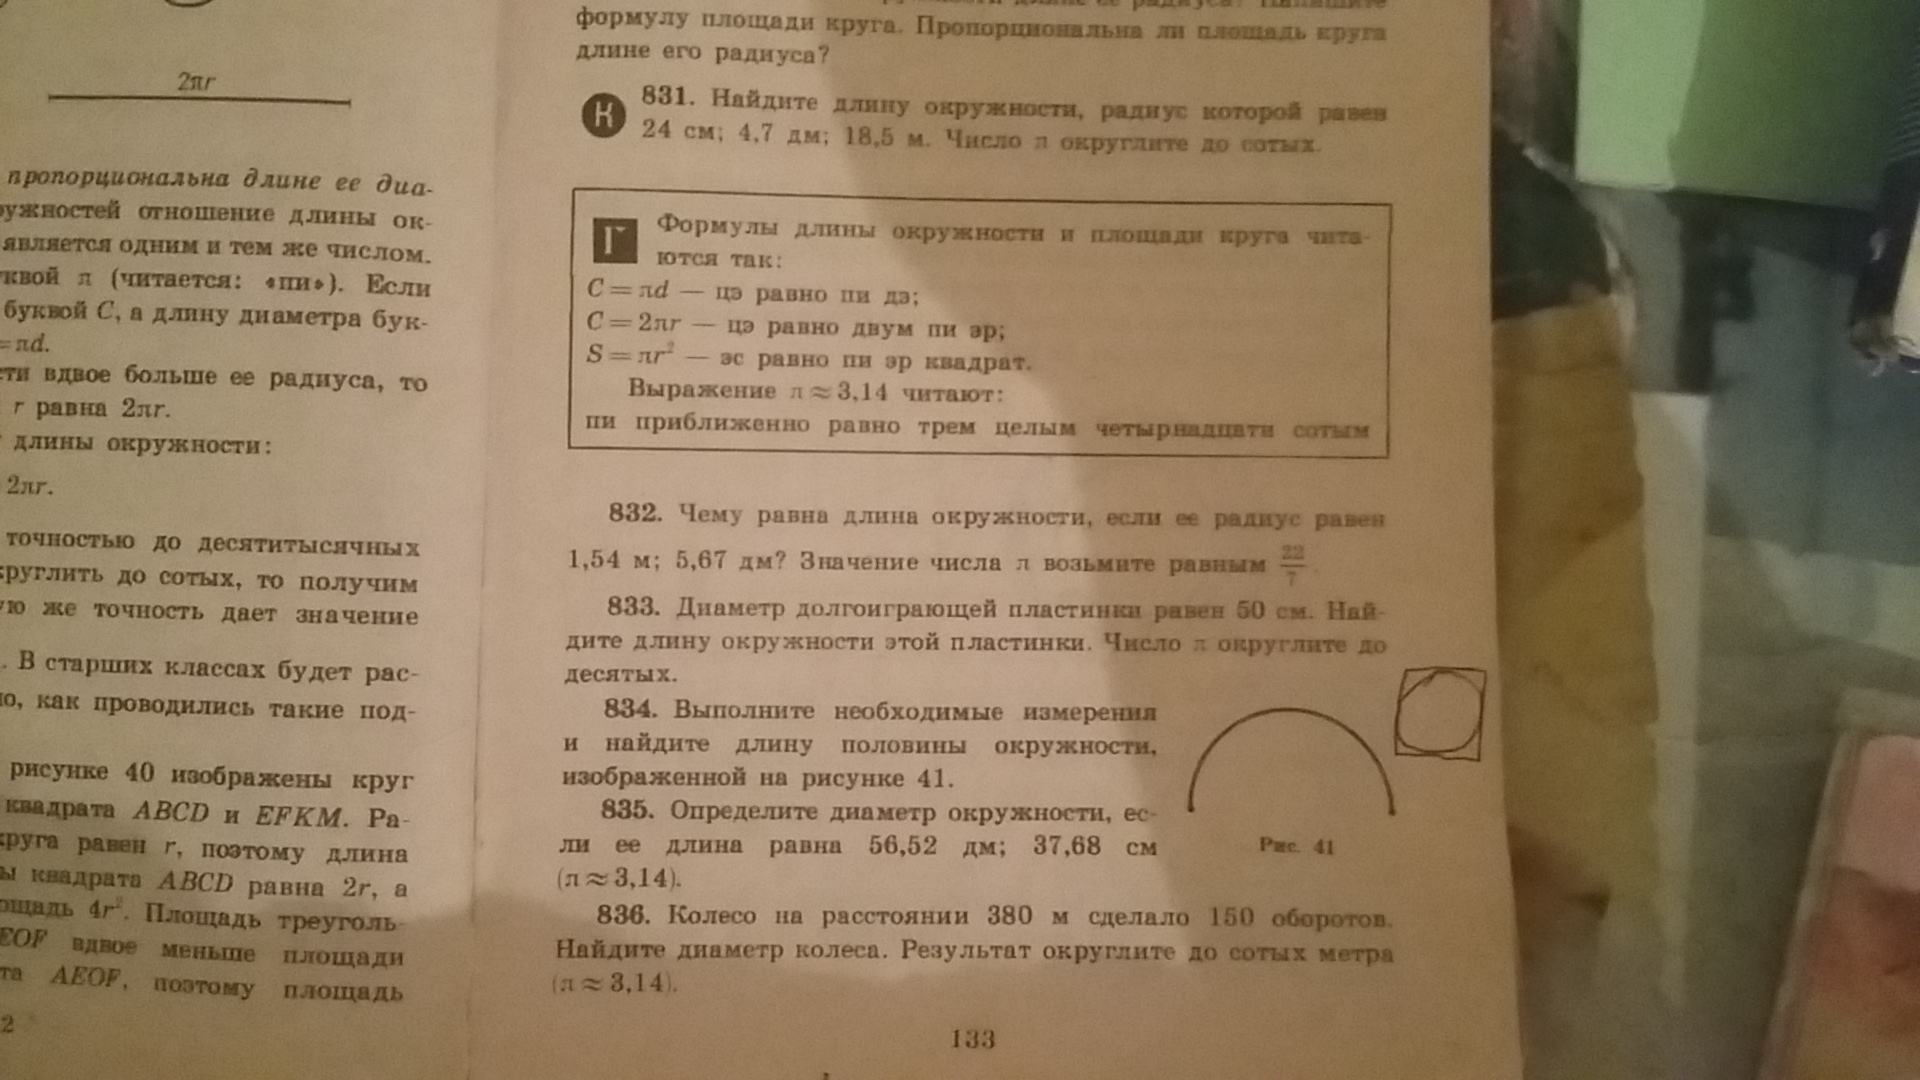 2πr
пропорциональна длине ее диа-
отношение длины ок-
является одним и тем же числом.
π (читается: «пи»). Если
буквой C, а длину диаметра бук-
=πd.
вдвое больше ее радиуса, то
r равна 2πr.
длины окружности:
2πr.
точностью до десятитысячных
до сотых, то получим
же точность дает значение
. В старших классах будет рас-
как проводились такие под-
рисунке 40 изображены круг
квадрата ABCD и EFKM. Ра-
равен r, поэтому длина
квадрата ABCD равна 2r, а
4r². Площадь треуголь-
EOF вдвое меньше площади
AEOF, поэтому площадь
2
формулу площади круга. Пропорциональна ли площадь круга
длине его радиуса?
К 831. Найдите длину окружности, радиус которой равен
24 см; 4,7 дм; 18,5 м. Число π округлите до сотых.
Г Формулы длины окружности и площади круга чита-
ются так:
C=πd — цэ равно пи дэ;
C=2πr — цэ равно двум пи эр;
S=πr² — эс равно пи эр квадрат.
Выражение π≈3,14 читают:
пи приближенно равно трем целым четырнадцати сотым
832. Чему равна длина окружности, если ее радиус равен
1,54 м; 5,67 дм? Значение числа π возьмите равным 22/7.
833. Диаметр долгоиграющей пластинки равен 50 см. Най-
дите длину окружности этой пластинки. Число π округлите до
десятых.
834. Выполните необходимые измерения
и найдите длину половины окружности,
изображенной на рисунке 41.
835. Определите диаметр окружности, ес-
ли ее длина равна 56,52 дм; 37,68 см
(π≈3,14).
Рис. 41
836. Колесо на расстоянии 380 м сделало 150 оборотов.
Найдите диаметр колеса. Результат округлите до сотых метра
(π≈3,14).
133